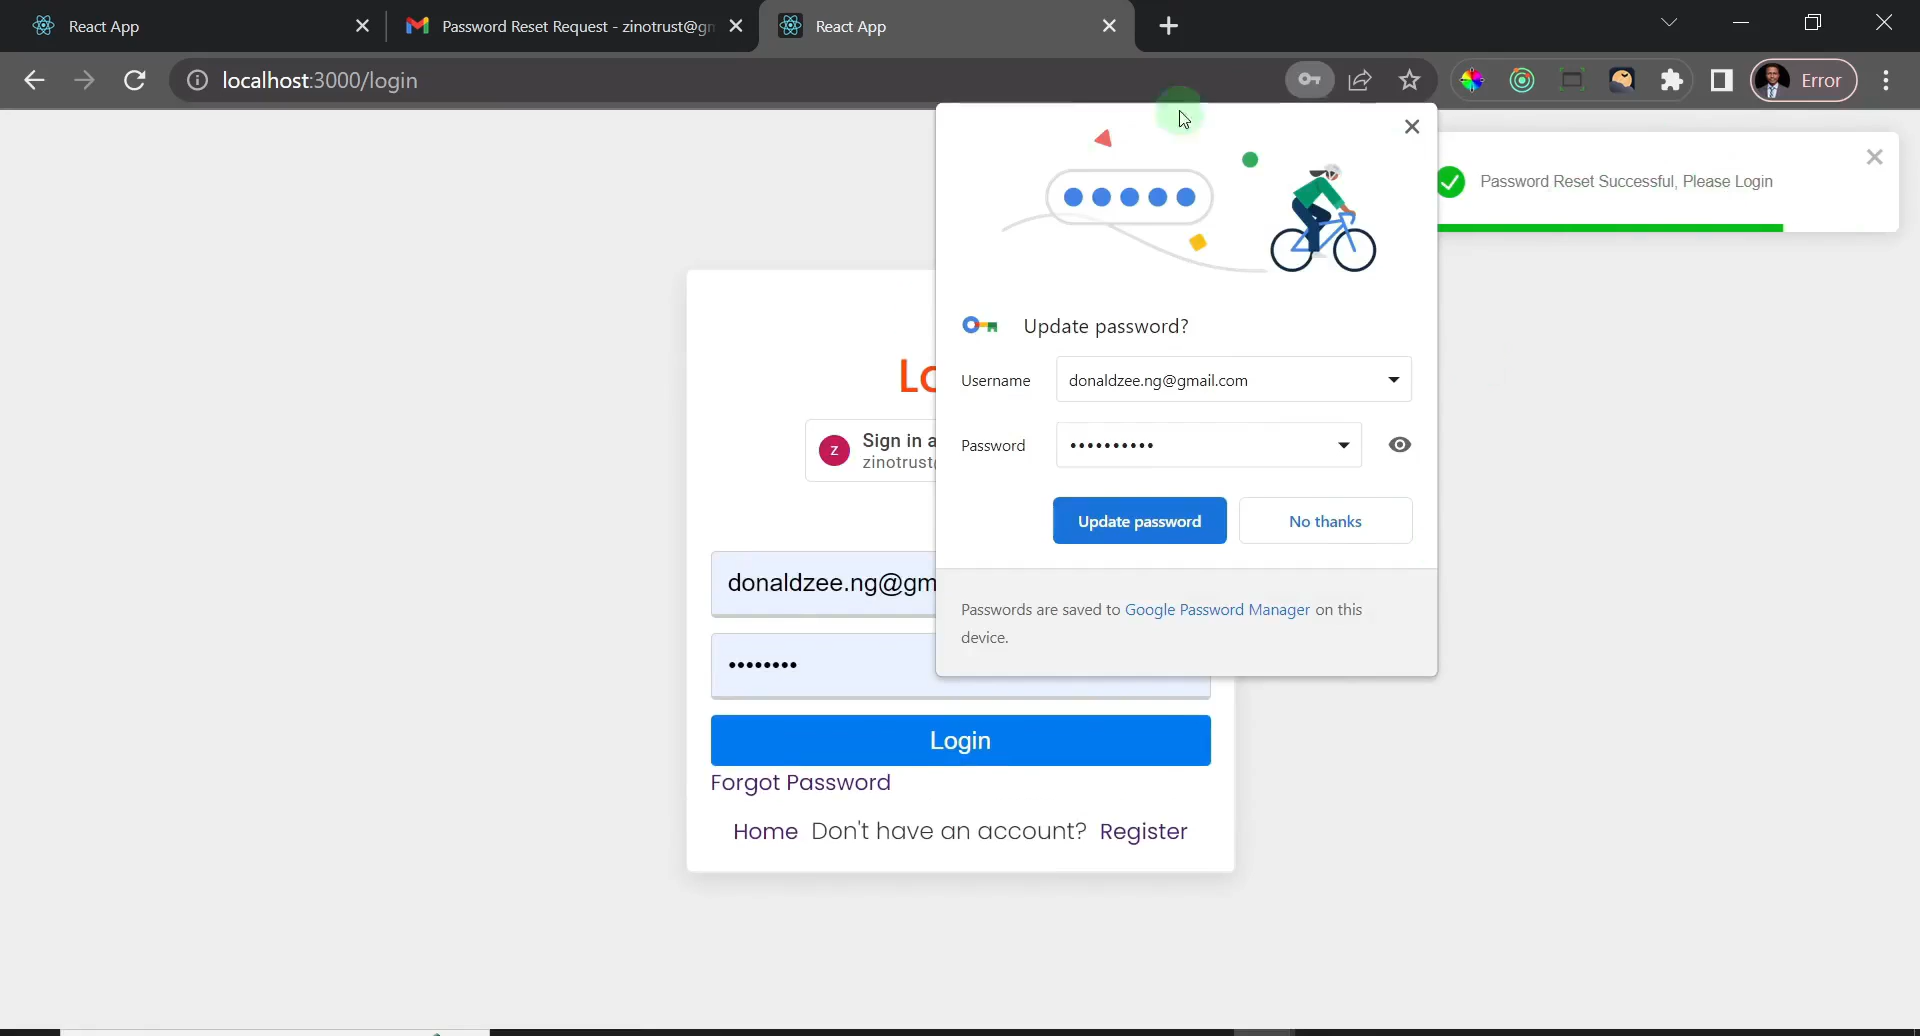 React App
Password Reset Request - zinotrust@gm
React App
localhost:3000/login
Error
Password Reset Successful, Please Login
Update password?
Username
donaldzee.ng@gmail.com
Password
••••••••••
Update password
No thanks
Passwords are saved to Google Password Manager on this
device.
Lo
Z
Sign in a
zinotrust@
donaldzee.ng@gm
••••••••
Login
Forgot Password
Home Don't have an account? Register